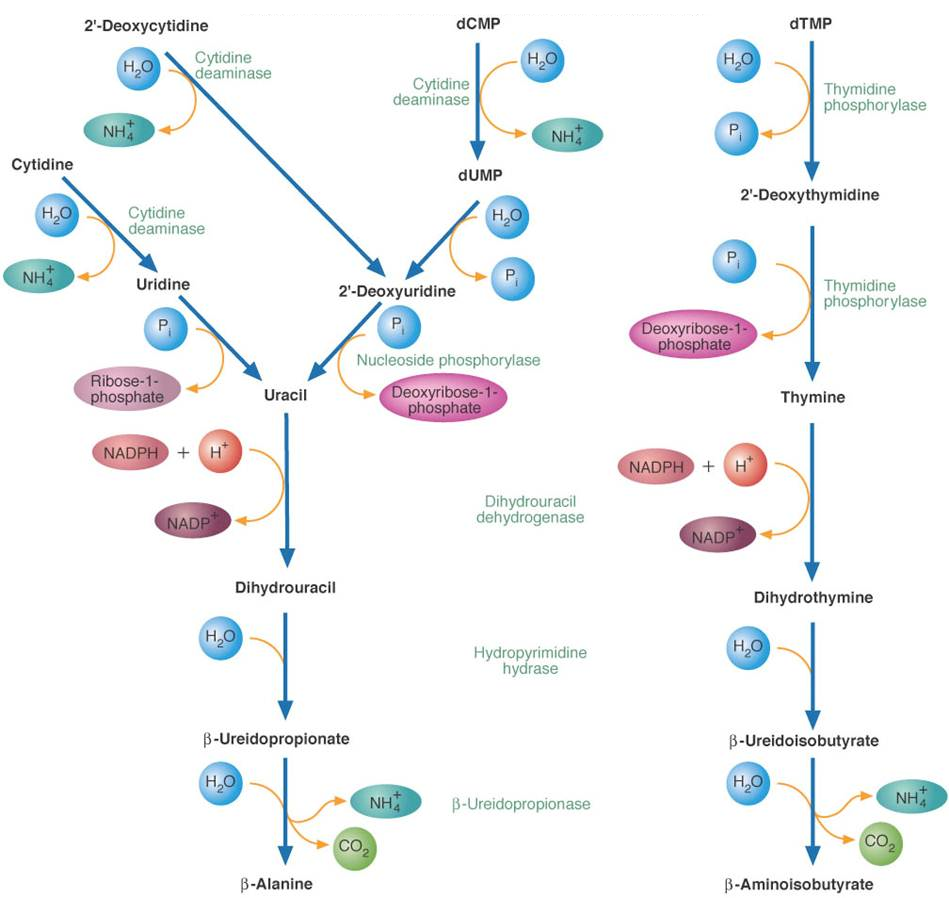 2'-Deoxycytidine
dCMP
dTMP
H2O
Cytidine
deaminase
NH4+
Cytidine
deaminase
H2O
NH4+
H2O
Thymidine
phosphorylase
Pi
Cytidine
H2O
Cytidine
deaminase
NH4+
dUMP
H2O
Pi
2'-Deoxythymidine
Uridine
2'-Deoxyuridine
Pi
Thymidine
phosphorylase
Deoxyribose-1-
phosphate
Pi
Ribose-1-
phosphate
Pi
Nucleoside phosphorylase
Deoxyribose-1-
phosphate
Uracil
Thymine
NADPH + H+
NADP+
Dihydrouracil
dehydrogenase
NADPH + H+
NADP+
Dihydrouracil
Dihydrothymine
H2O
Hydropyrimidine
hydrase
H2O
β-Ureidopropionate
β-Ureidoisobutyrate
H2O
NH4+
CO2
β-Ureidopropionase
H2O
NH4+
CO2
β-Alanine
β-Aminoisobutyrate